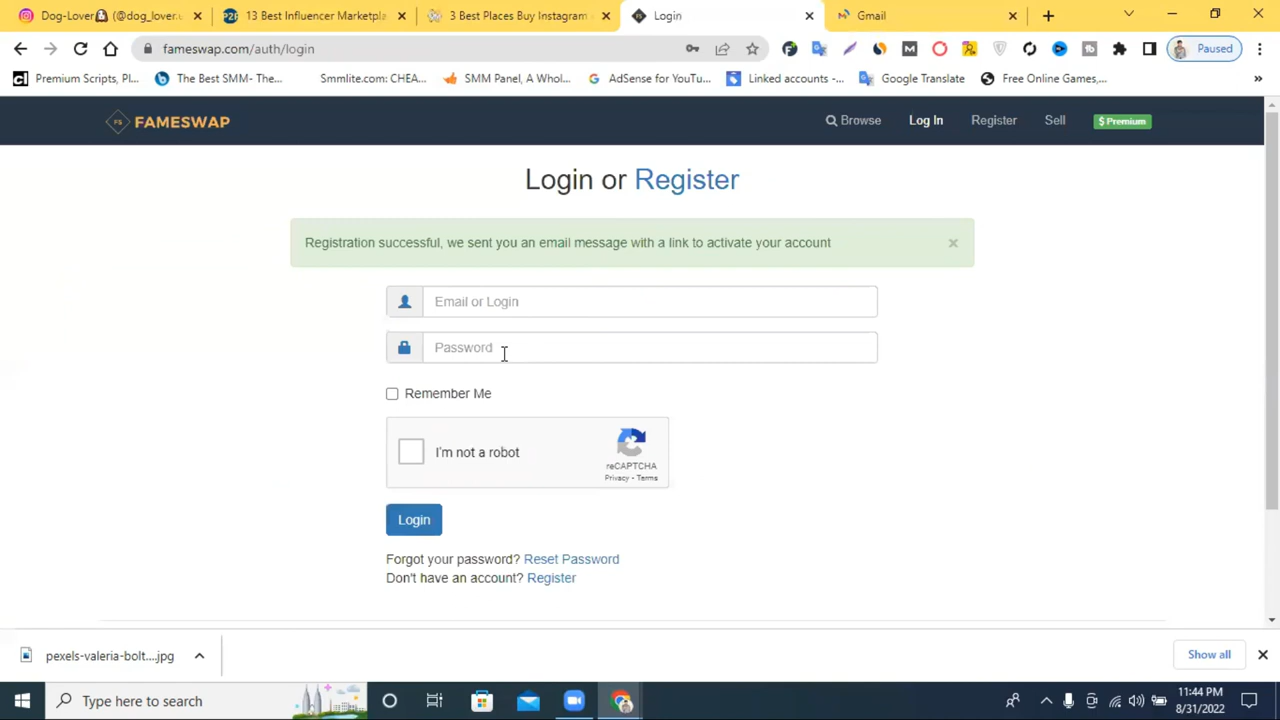 Dog-Lover
(@dog_lover.u
13 Best Influencer Marketpla
3 Best Places Buy Instagram
Login
Gmail
fameswap.com/auth/login
Paused
Premium Scripts, Pl...
The Best SMM- The...
Smmlite.com: CHEA...
SMM Panel, A Whol...
AdSense for YouTu...
Linked accounts -...
Google Translate
Free Online Games,...
»
FS FAMESWAP
Browse
Log In
Register
Sell
$ Premium
Login or Register
Registration successful, we sent you an email message with a link to activate your account
×
Email or Login
Password
Remember Me
I'm not a robot
reCAPTCHA
Privacy - Terms
Login
Forgot your password? Reset Password
Don't have an account? Register
pexels-valeria-bolt....jpg
Show all
Type here to search
11:44 PM
8/31/2022